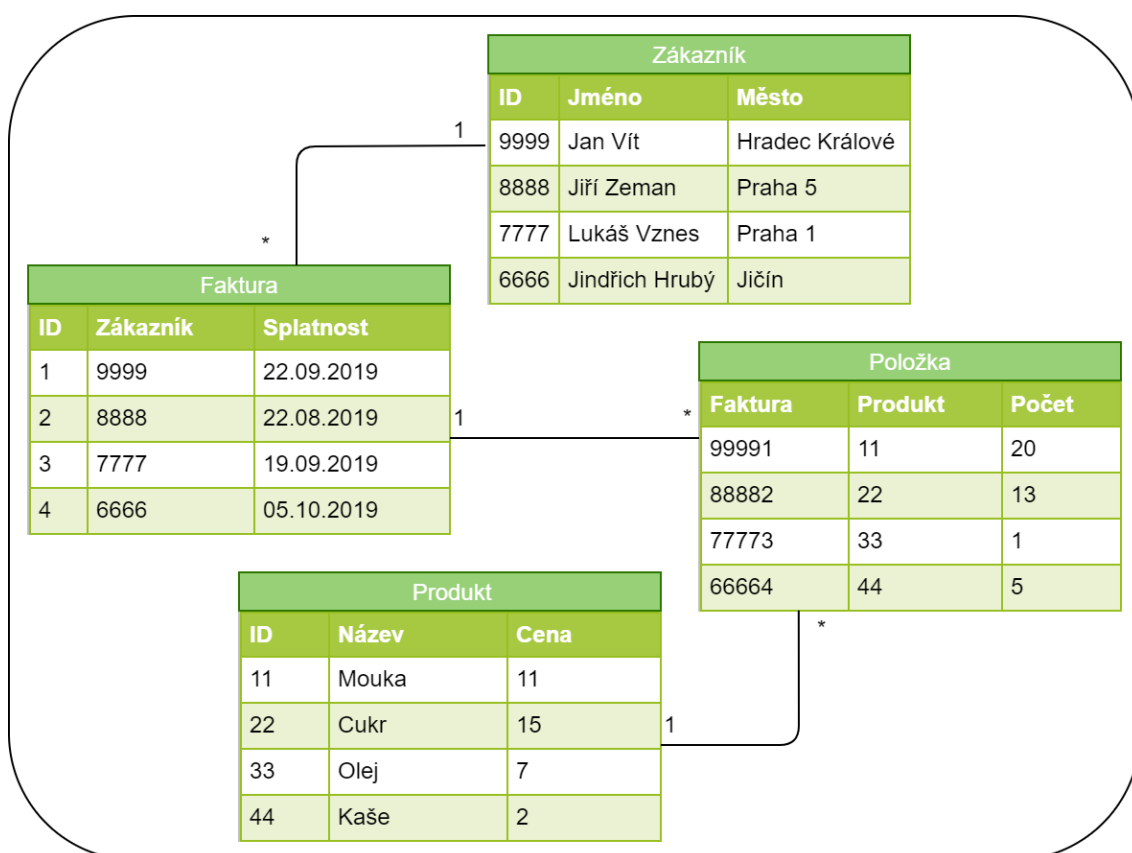 Zákazník
ID Jméno Město
9999 Jan Vít Hradec Králové
8888 Jiří Zeman Praha 5
7777 Lukáš Vznes Praha 1
6666 Jindřich Hrubý Jičín
1
*
Faktura
ID Zákazník Splatnost
1 9999 22.09.2019
2 8888 22.08.2019
3 7777 19.09.2019
4 6666 05.10.2019
1
*
Položka
Faktura Produkt Počet
99991 11 20
88882 22 13
77773 33 1
66664 44 5
*
1
Produkt
ID Název Cena
11 Mouka 11
22 Cukr 15
33 Olej 7
44 Kaše 2